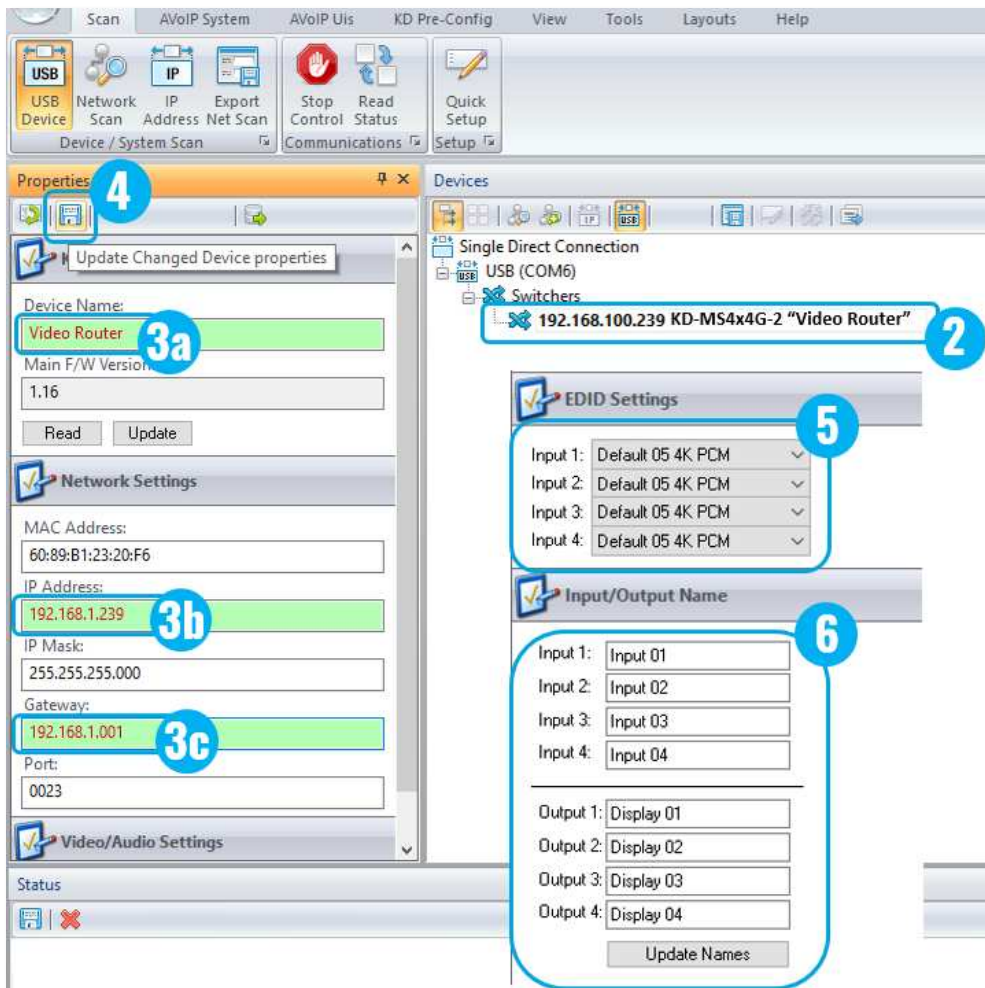 Scan AVoIP System AVoIP Uis KD Pre-Config View Tools Layouts Help
USB IP
USB Device Network Scan IP Address Export Net Scan Stop Control Read Status Quick Setup
Device / System Scan Communications Setup
Properties
4
Update Changed Device properties
Device Name:
Video Router
3a
Main F/W Version
1.16
Read Update
Network Settings
MAC Address:
60:89:B1:23:20:F6
IP Address:
192.168.1.239
3b
IP Mask:
255.255.255.000
Gateway:
192.168.1.001
3c
Port:
0023
Video/Audio Settings
Status
Devices
IP USB
Single Direct Connection
USB USB (COM6)
Switchers
192.168.100.239 KD-MS4x4G-2 “Video Router”
2
EDID Settings
5
Input 1: Default 05 4K PCM
Input 2: Default 05 4K PCM
Input 3: Default 05 4K PCM
Input 4: Default 05 4K PCM
Input/Output Name
6
Input 1: Input 01
Input 2: Input 02
Input 3: Input 03
Input 4: Input 04
Output 1: Display 01
Output 2: Display 02
Output 3: Display 03
Output 4: Display 04
Update Names